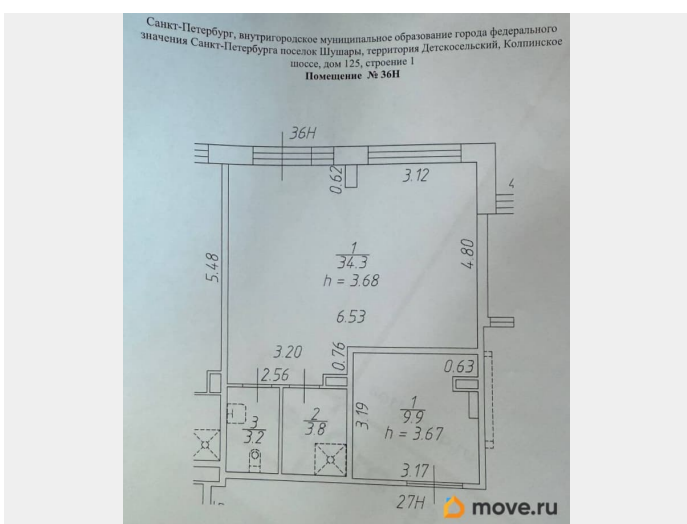 Санкт-Петербург, внутригородское муниципальное образование города федерального
значения Санкт-Петербурга поселок Шушары, территория Детскосельский, Колпинское
шоссе, дом 125, строение 1
Помещение № 36Н
36Н
0.62
3.12
4
5.48
1
34.3
h = 3.68
4.80
6.53
3.20
0.76
2.56
0.63
Н
3
3.2
2
3.8
3.19
1
9.9
h = 3.67
3.17
27Н
move.ru